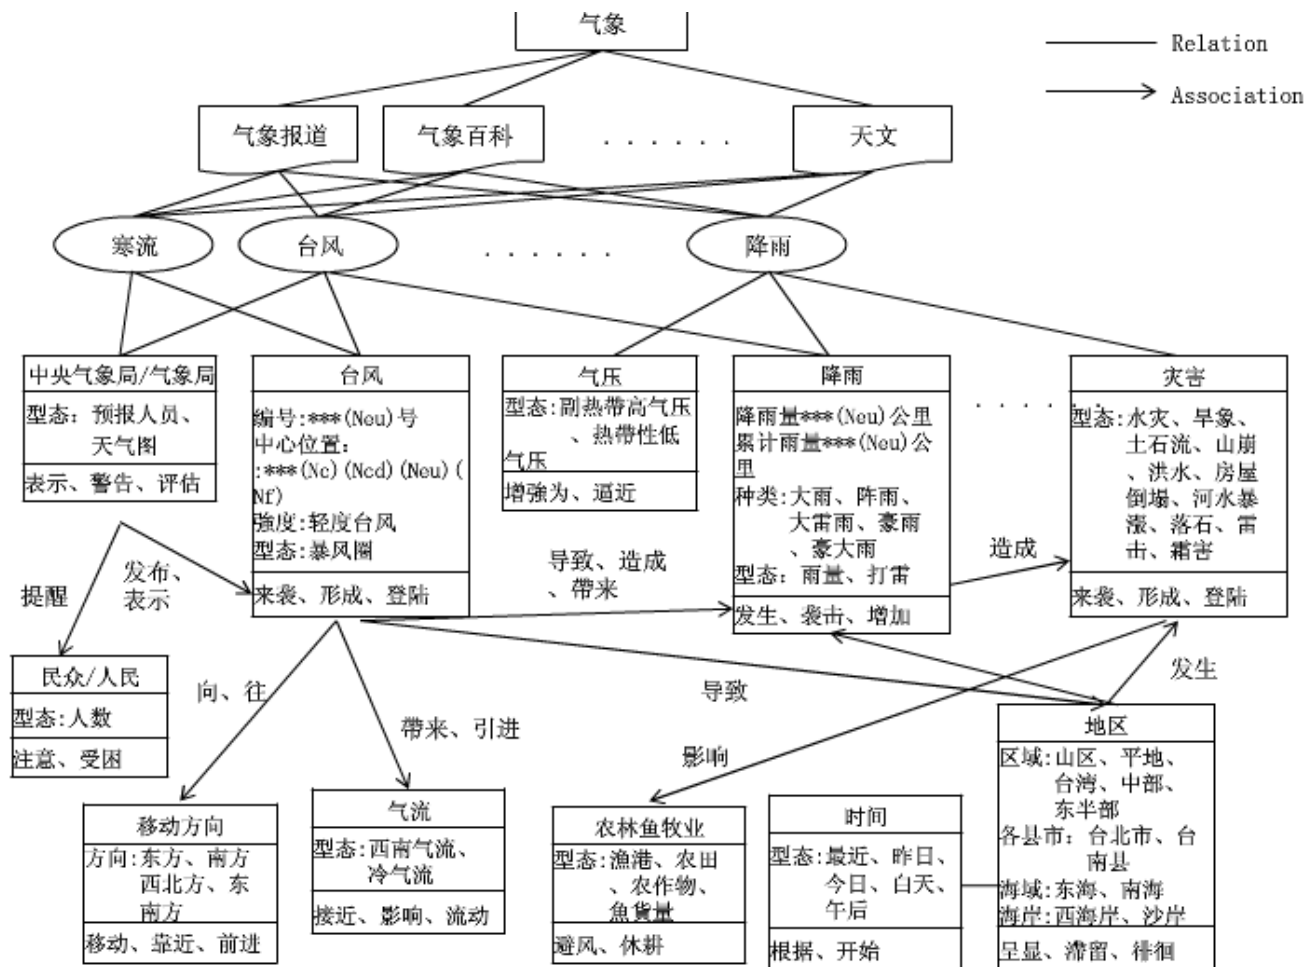 气象
Relation
Association
气象报道
气象百科
......
天文
寒流
台风
......
降雨
中央气象局/气象局
型态：预报人员、
天气图
表示、警告、评估
台风
编号:***(Neu)号
中心位置：
:***(Nc)(Ncd)(Neu)(
Nf)
強度:轻度台风
型态:暴风圈
来袭、形成、登陆
气压
型态:副热带高气压
、热带性低
气压
增强为、逼近
降雨
降雨量***(Neu)公里
累计雨量***(Neu)公
里
种类:大雨、阵雨、
大雷雨、豪雨
、豪大雨
型态：雨量、打雷
发生、袭击、增加
......
灾害
型态:水灾、旱象、
土石流、山崩
、洪水、房屋
倒塌、河水暴
涨、落石、雷
击、霜害
来袭、形成、登陆
提醒
发布、
表示
导致、造成
、带来
造成
民众/人民
型态:人数
注意、受困
向、往
带来、引进
导致
影响
发生
移动方向
方向:东方、南方
西北方、东
南方
移动、靠近、前进
气流
型态:西南气流、
冷气流
接近、影响、流动
农林鱼牧业
型态:漁港、农田
、农作物、
魚貨量
避风、休耕
时间
型态:最近、昨日、
今日、白天、
午后
根据、开始
地区
区域:山区、平地、
台湾、中部、
东半部
各县市：台北市、台
南县
海域:东海、南海
海岸:西海岸、沙岸
呈显、滞留、徘徊